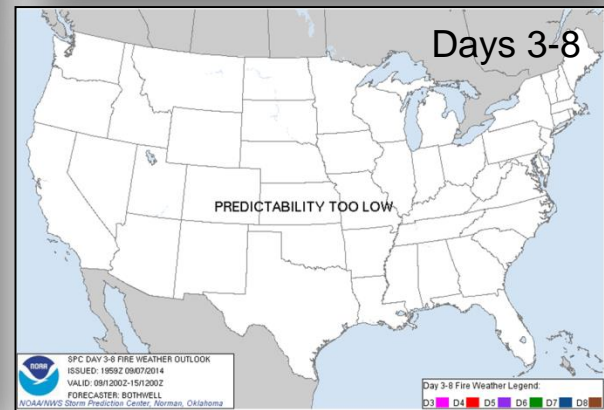 Days 3-8
PREDICTABILITY TOO LOW
NOAA
SPC DAY 3-8 FIRE WEATHER OUTLOOK
ISSUED: 1959Z 09/07/2014
VALID: 09/1200Z-15/1200Z
FORECASTER: BOTHWELL
NOAA/NWS Storm Prediction Center, Norman, Oklahoma
Day 3-8 Fire Weather Legend:
D3 D4 D5 D6 D7 D8